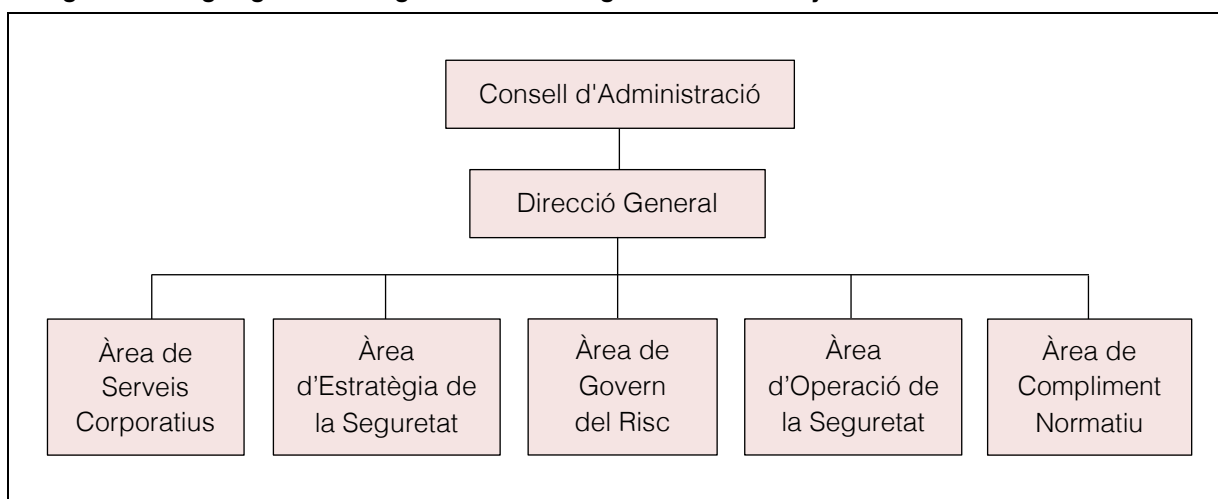 Consell d'Administració
Direcció General
Àrea de
Serveis
Corporatius
Àrea
d’Estratègia de
la Seguretat
Àrea de
Govern
del Risc
Àrea
d’Operació de
la Seguretat
Àrea de
Compliment
Normatiu